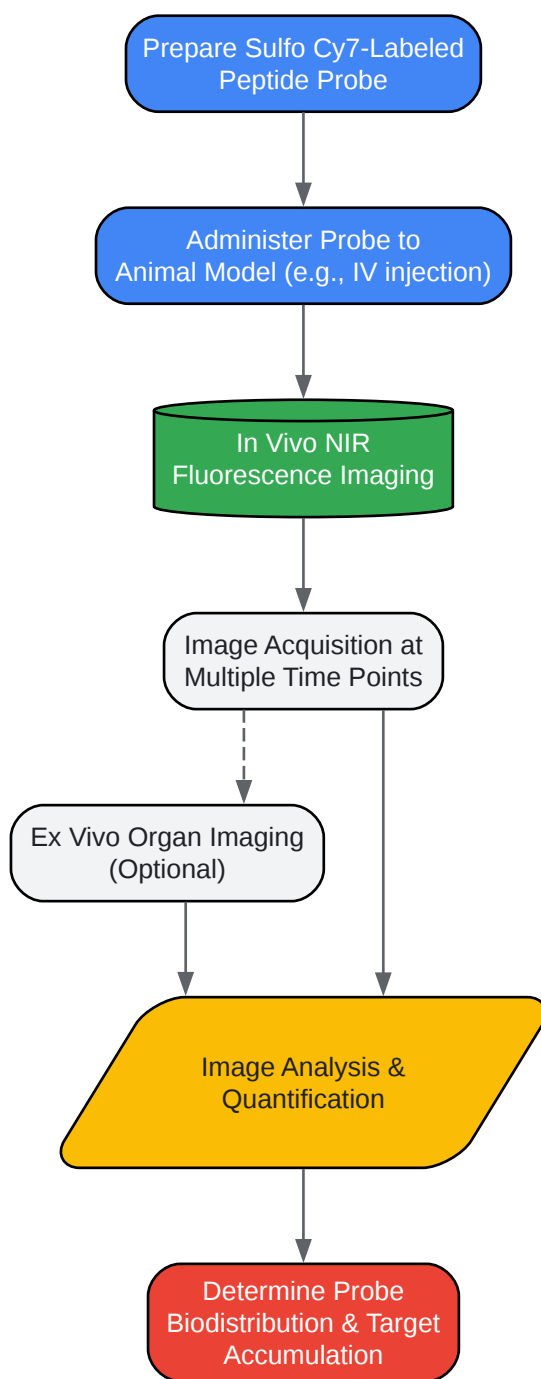 Prepare Sulfo Cy7-Labeled
Peptide Probe
Administer Probe to
Animal Model (e.g., IV injection)
In Vivo NIR
Fluorescence Imaging
Image Acquisition at
Multiple Time Points
Ex Vivo Organ Imaging
(Optional)
Image Analysis &
Quantification
Determine Probe
Biodistribution & Target
Accumulation